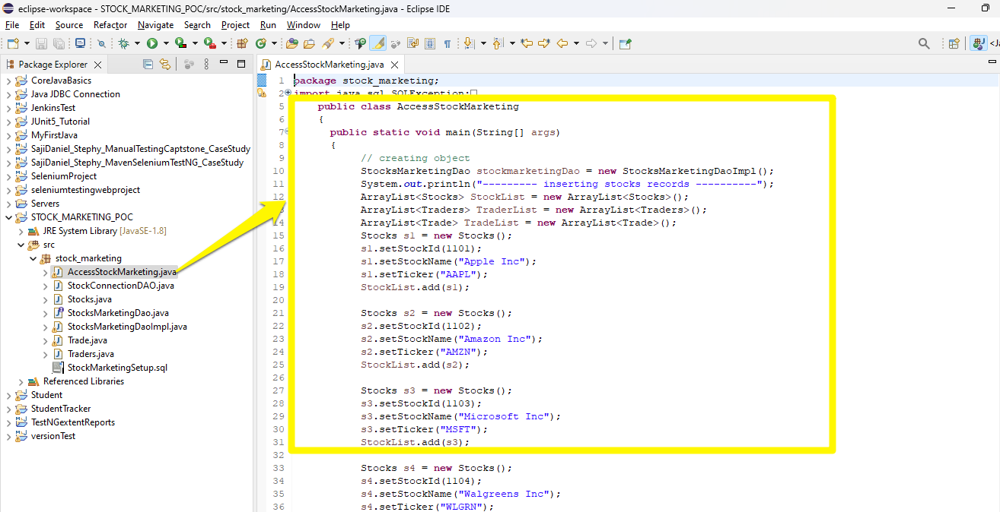 eclipse-workspace - STOCK_MARKETING_POC/src/stock_marketing/AccessStockMarketing.java - Eclipse IDE
File Edit Source Refactor Navigate Search Project Run Window Help
Package Explorer
CoreJavaBasics
Java JDBC Connection
JenkinsTest
JUnit5_Tutorial
MyFirstJava
SajiDaniel_Stephy_ManualTestingCaptstone_CaseStudy
SajiDaniel_Stephy_MavenSeleniumTestNG_CaseStudy
SeleniumProject
seleniumtestingwebproject
Servers
STOCK_MARKETING_POC
JRE System Library [JavaSE-1.8]
src
stock_marketing
AccessStockMarketing.java
StockConnectionDAO.java
Stocks.java
StocksMarketingDao.java
StocksMarketingDaoImpl.java
Trade.java
Traders.java
StockMarketingSetup.sql
Referenced Libraries
Student
StudentTracker
TestNGextentReports
versionTest
AccessStockMarketing.java
1 package stock_marketing;
2 import java.sql.SQLException;
5 public class AccessStockMarketing
6 {
7 public static void main(String[] args)
8 {
9 // creating object
10 StocksMarketingDao stockmarketingDao = new StocksMarketingDaoImpl();
11 System.out.println("--------- inserting stocks records ----------");
12 ArrayList<Stocks> StockList = new ArrayList<Stocks>();
13 ArrayList<Traders> TraderList = new ArrayList<Traders>();
14 ArrayList<Trade> TradeList = new ArrayList<Trade>();
15 Stocks s1 = new Stocks();
16 s1.setStockId(1101);
17 s1.setStockName("Apple Inc");
18 s1.setTicker("AAPL");
19 StockList.add(s1);
20
21 Stocks s2 = new Stocks();
22 s2.setStockId(1102);
23 s2.setStockName("Amazon Inc");
24 s2.setTicker("AMZN");
25 StockList.add(s2);
26
27 Stocks s3 = new Stocks();
28 s3.setStockId(1103);
29 s3.setStockName("Microsoft Inc");
30 s3.setTicker("MSFT");
31 StockList.add(s3);
32
33 Stocks s4 = new Stocks();
34 s4.setStockId(1104);
35 s4.setStockName("Walgreens Inc");
36 s4.setTicker("WLGRN");